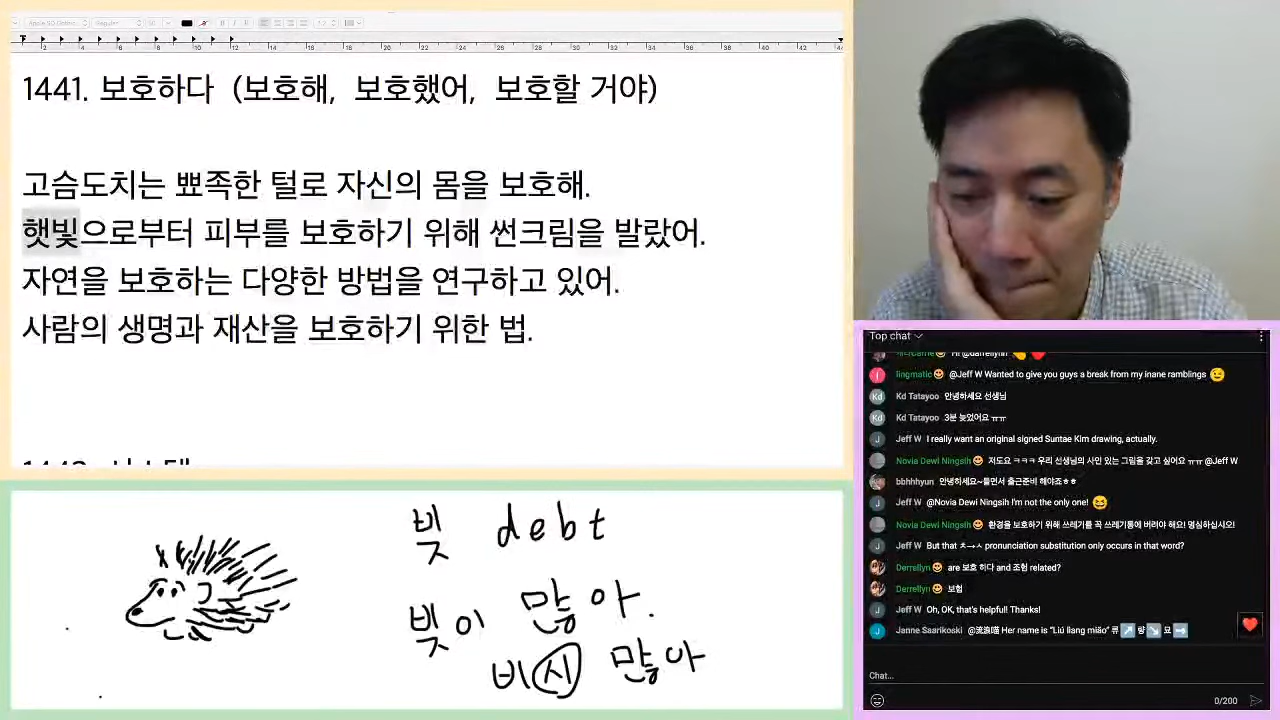 1441. 보호하다 (보호해, 보호했어, 보호할 거야)
고슴도치는 뾰족한 털로 자신의 몸을 보호해.
햇빛으로부터 피부를 보호하기 위해 썬크림을 발랐어.
자연을 보호하는 다양한 방법을 연구하고 있어.
사람의 생명과 재산을 보호하기 위한 법.
빚 debt
빚이 많아.
비시 많아
Top chat
lingmatic @Jeff W Wanted to give you guys a break from my inane ramblings
Kd Tatayoo 안녕하세요 선생님
Kd Tatayoo 3분 늦었어요 ㅠㅠ
Jeff W I really want an original signed Suntae Kim drawing, actually.
Novia Dewi Ningsih 저도요 ㅋㅋㅋ 우리 선생님의 사인 있는 그림을 갖고 싶어요 ㅠㅠ @Jeff W
bbhhhyun 안녕하세요~들면서 출근준비 해야죠ㅎㅎ
Jeff W @Novia Dewi Ningsih I'm not the only one!
Novia Dewi Ningsih 환경을 보호하기 위해 쓰레기를 꼭 쓰레기통에 버리야 해요! 명심하십시오!
Jeff W But that ㅊ→ㅅ pronunciation substitution only occurs in that word?
Derrellyn are 보호 히다 and 조험 related?
Derrellyn 보험
Jeff W Oh, OK, that's helpful! Thanks!
Janne Saarikoski @流浪喵 Her name is "Liú liang miāo" 류 량 묘
Chat...
0/200